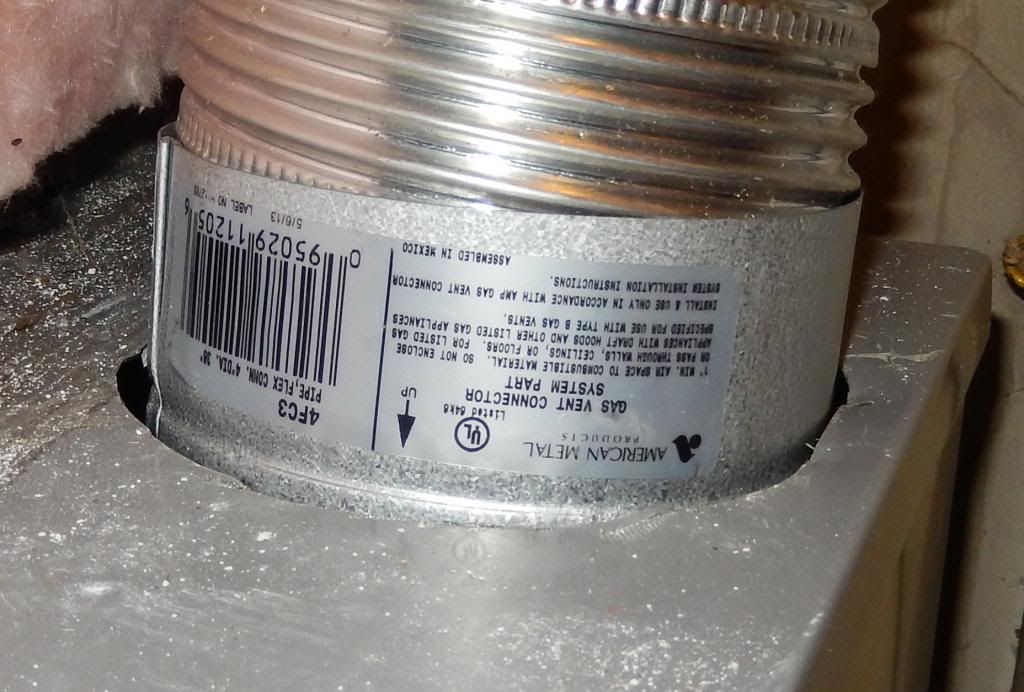 AMERICAN METAL
PRODUCTS
UL
Listed 64k6
UP
GAS VENT CONNECTOR
SYSTEM PART
1" MIN. AIR SPACE TO COMBUSTIBLE MATERIAL. DO NOT ENCLOSE
OR PASS THROUGH WALLS, CEILINGS, OR FLOORS. FOR LISTED GAS
APPLIANCES WITH DRAFT HOODS AND OTHER LISTED GAS APPLIANCES
SPECIFIED FOR USE WITH TYPE B GAS VENTS.
INSTALL & USE ONLY IN ACCORDANCE WITH AMP GAS VENT CONNECTOR
SYSTEM INSTALLATION INSTRUCTIONS.
ASSEMBLED IN MEXICO
4FC3
PIPE,FLEX CONN. 4"DIA. 36"
0 95029 11205 6
5/6/13 LABEL NO